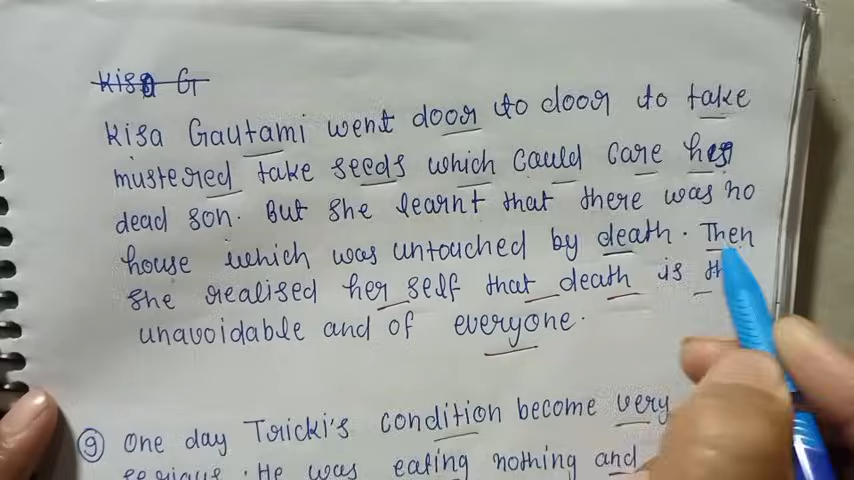 Kisa G
Kisa Gautami went door to door to take
mustered take seeds which could care her
dead son. But she learnt that there was no
house which was untouched by death. Then
she realised her self that death is
unavoidable and of everyone.
9 One day Tricki's condition become very
serious. He was eating nothing and